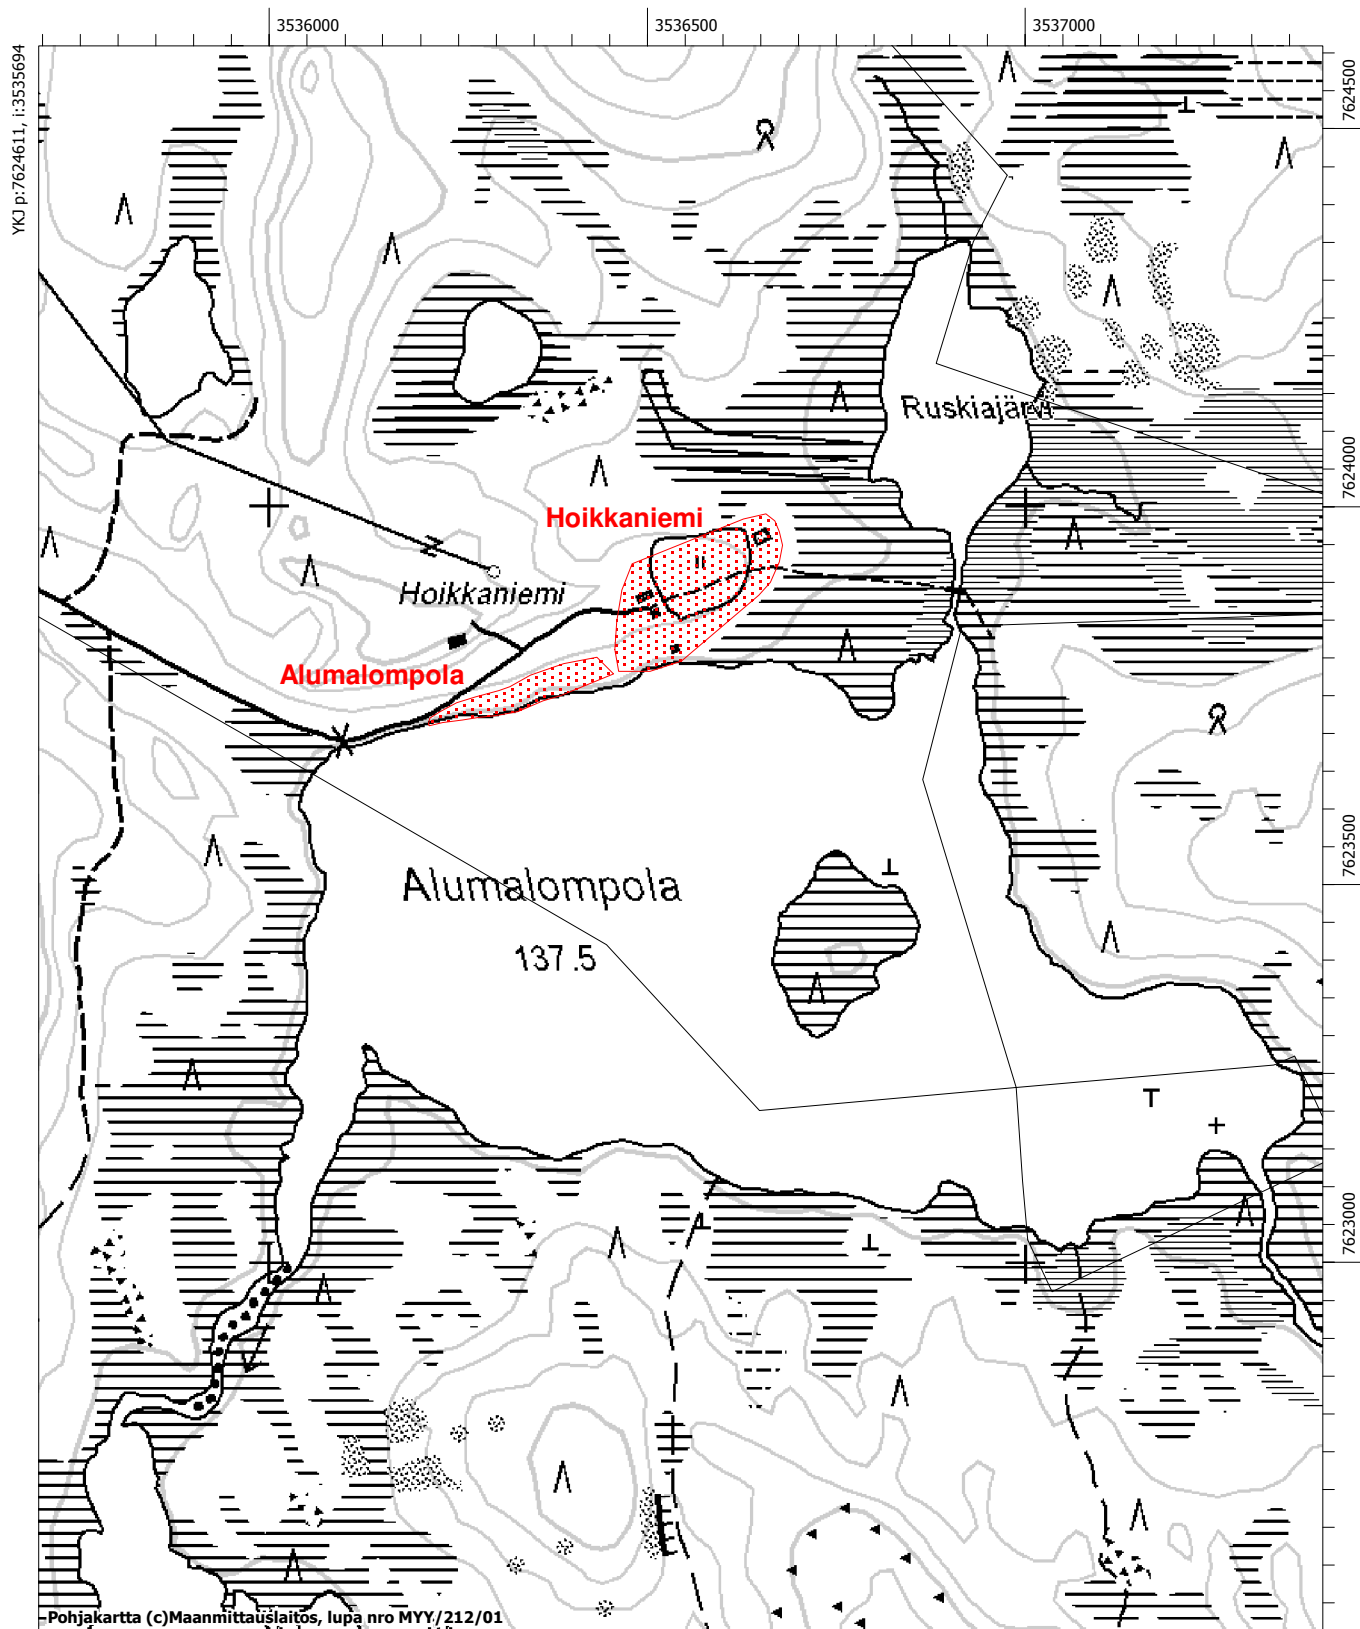 3536000
3536500
3537000
YKJ p:7624611, i:3535694
7624500
Ruskiajärvi
7624000
Hoikkaniemi
Hoikkaniemi
Alumalompola
7623500
Alumalompola
137.5
7623000
Pohjakartta (c)Maanmittauslaitos, lupa nro MYY/212/01